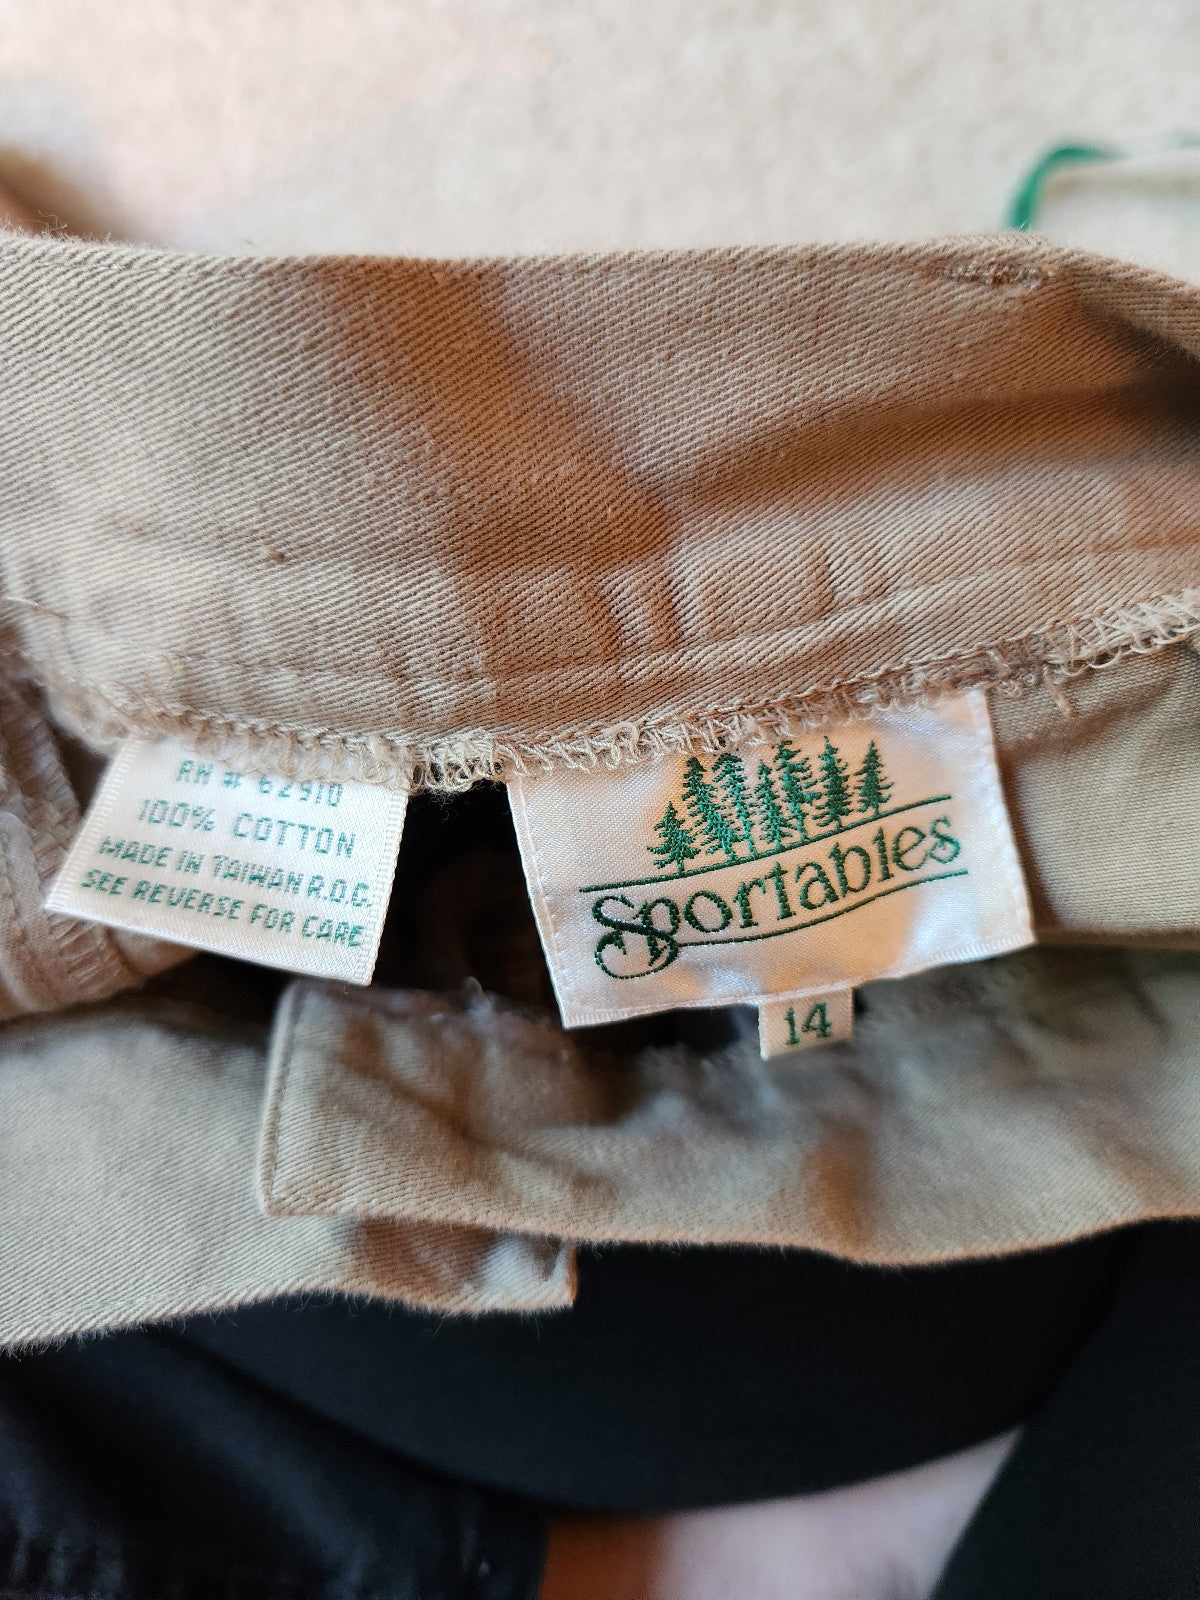 RN # 62910
100% COTTON
MADE IN TAIWAN R.O.C.
SEE REVERSE FOR CARE
Sportables
14